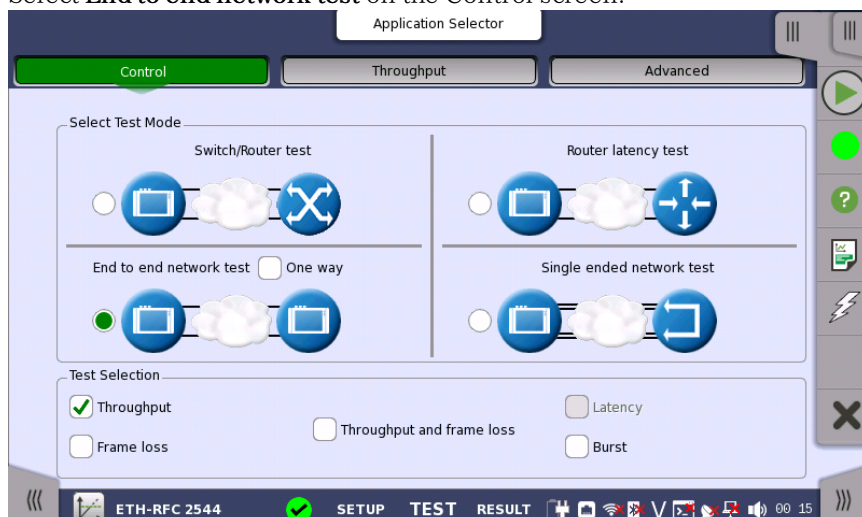 Select End to end network test on the Control screen.
Application Selector
Control
Throughput
Advanced
Select Test Mode
Switch/Router test
Router latency test
End to end network test
One way
Single ended network test
Test Selection
Throughput
Throughput and frame loss
Latency
Frame loss
Burst
ETH-RFC 2544
SETUP
TEST
RESULT
00 15